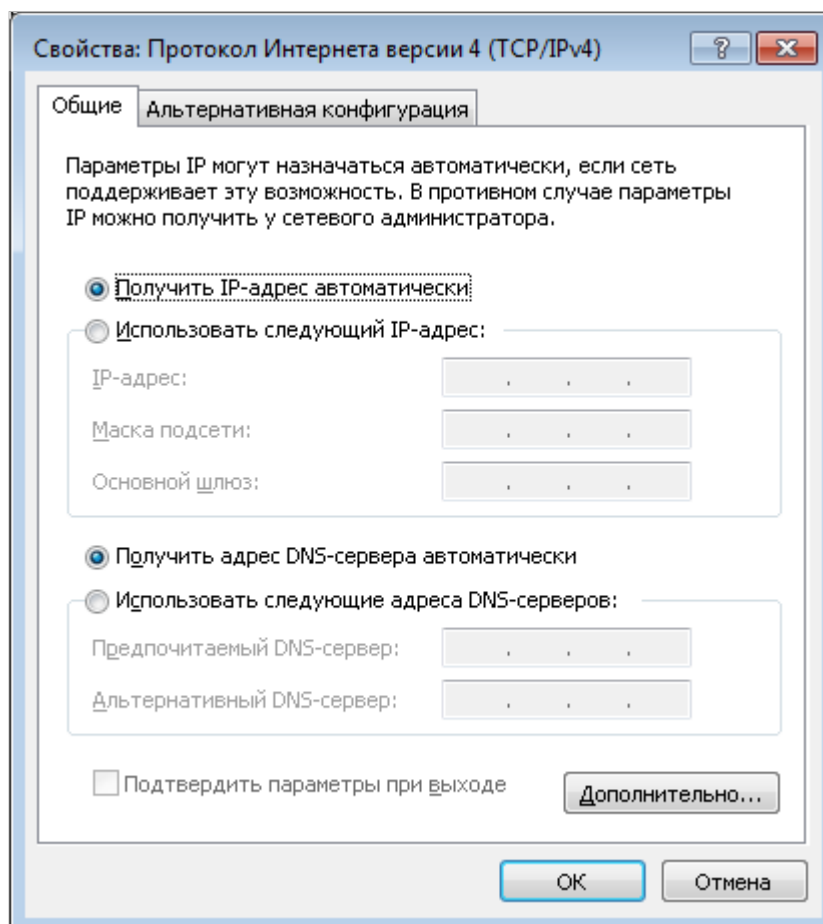 Свойства: Протокол Интернета версии 4 (TCP/IPv4)
Общие
Альтернативная конфигурация
Параметры IP могут назначаться автоматически, если сеть
поддерживает эту возможность. В противном случае параметры
IP можно получить у сетевого администратора.
Получить IP-адрес автоматически
Использовать следующий IP-адрес:
IP-адрес:
Маска подсети:
Основной шлюз:
Получить адрес DNS-сервера автоматически
Использовать следующие адреса DNS-серверов:
Предпочитаемый DNS-сервер:
Альтернативный DNS-сервер:
Подтвердить параметры при выходе
Дополнительно...
ОК
Отмена